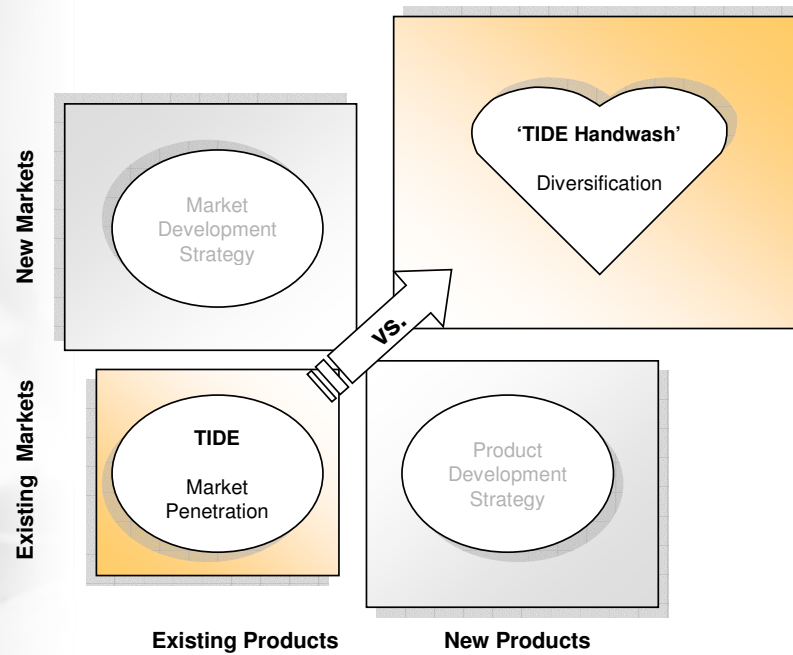 New Markets
Market
Development
Strategy
‘TIDE Handwash’
Diversification
vs.
Existing Markets
TIDE
Market
Penetration
Product
Development
Strategy
Existing Products
New Products